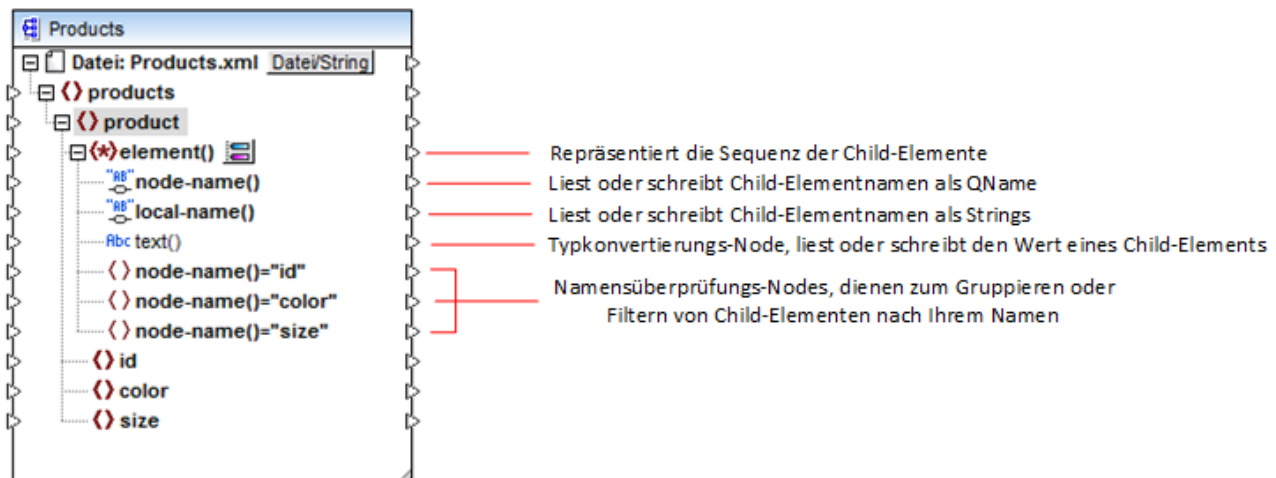 Products
Datei: Products.xml Datei/String
products
product
element()
Repräsentiert die Sequenz der Child-Elemente
"AB" node-name()
Liest oder schreibt Child-Elementnamen als QName
"AB" local-name()
Liest oder schreibt Child-Elementnamen als Strings
Abc text()
Typkonvertierungs-Node, liest oder schreibt den Wert eines Child-Elements
node-name()="id"
node-name()="color"
node-name()="size"
Namensüberprüfungs-Nodes, dienen zum Gruppieren oder
Filtern von Child-Elementen nach Ihrem Namen
id
color
size